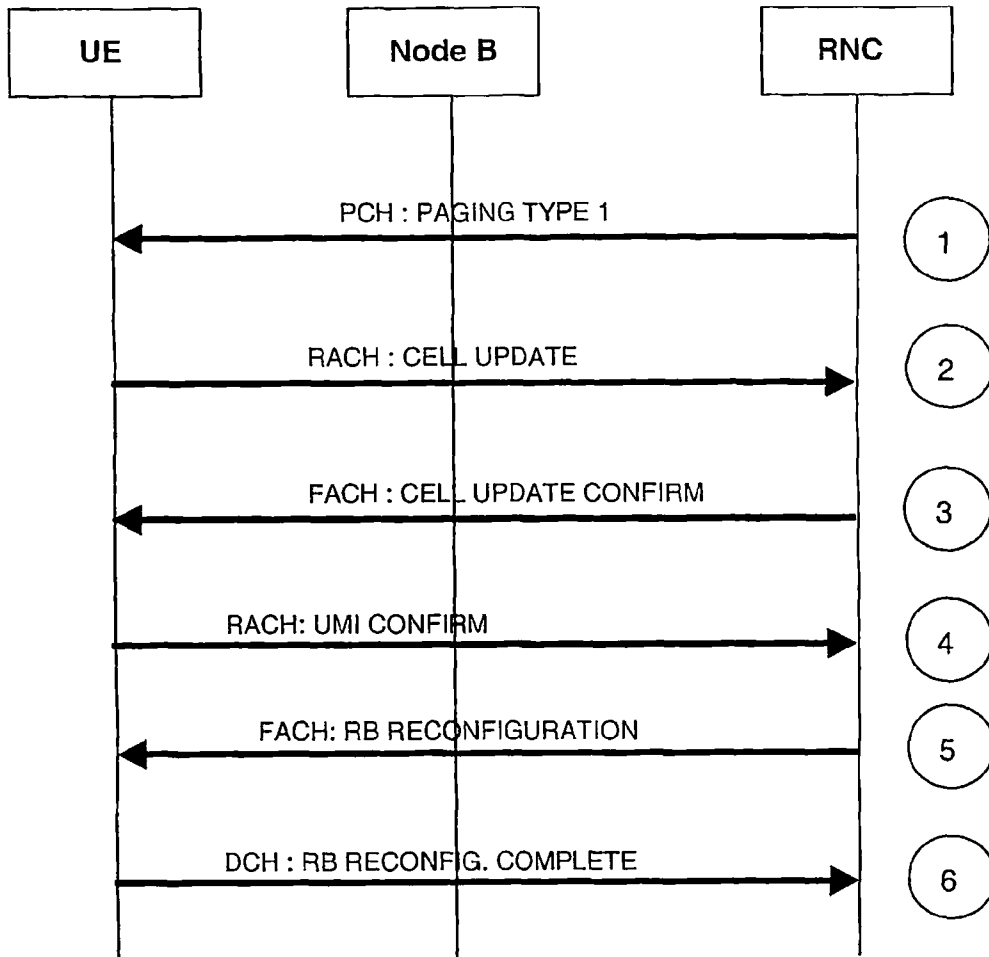 UE
Node B
RNC
PCH : PAGING TYPE 1
1
RACH : CELL UPDATE
2
FACH : CELL UPDATE CONFIRM
3
RACH: UMI CONFIRM
4
FACH: RB RECONFIGURATION
5
DCH : RB RECONFIG. COMPLETE
6